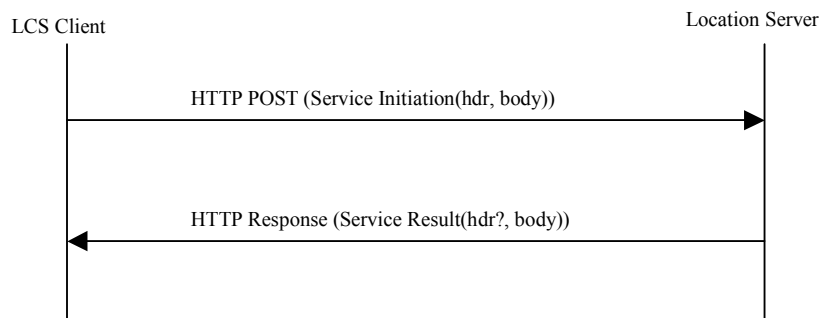 LCS Client
Location Server
HTTP POST (Service Initiation(hdr, body))
HTTP Response (Service Result(hdr?, body))